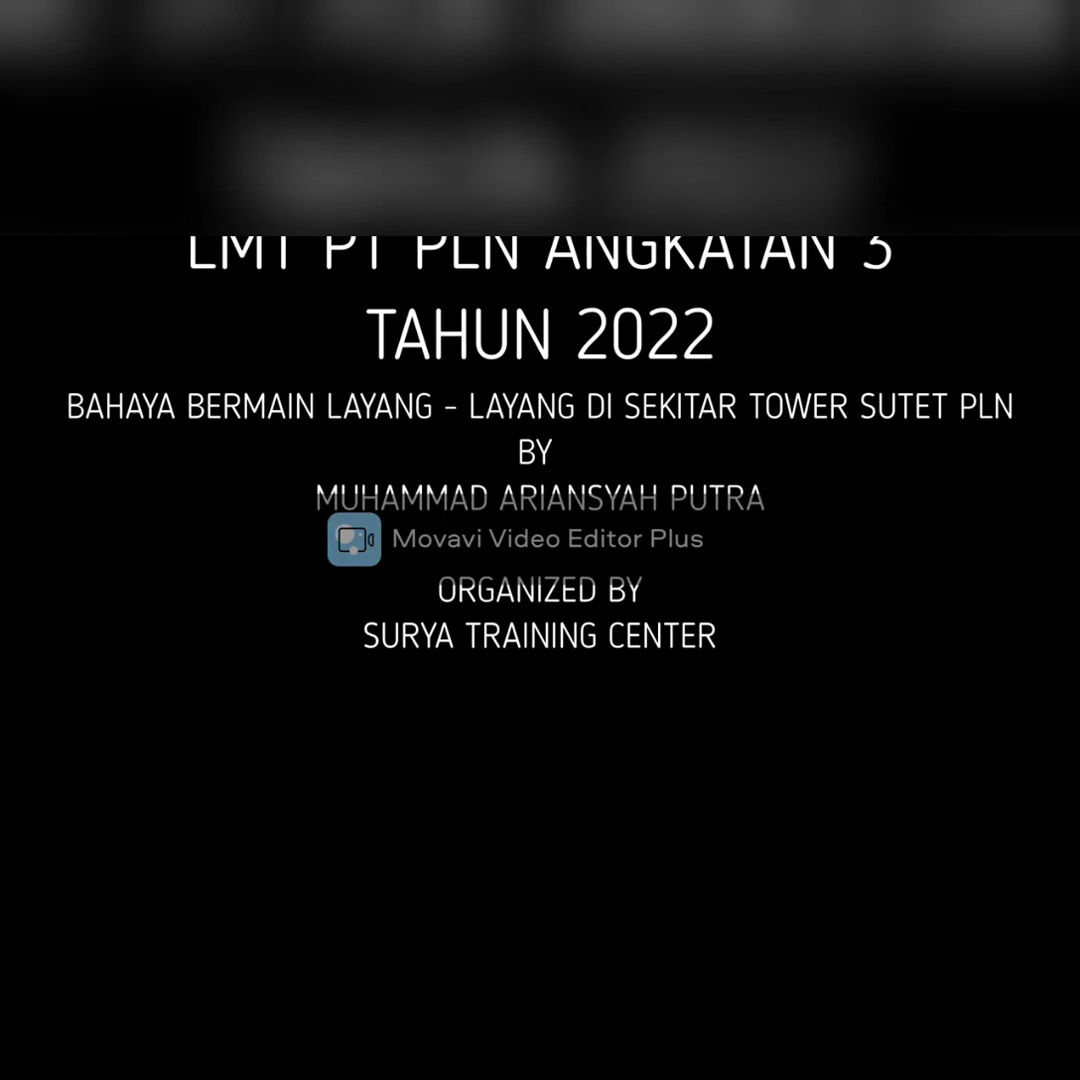 LMT PT PLN ANGKATAN 3
TAHUN 2022
BAHAYA BERMAIN LAYANG - LAYANG DI SEKITAR TOWER SUTET PLN
BY
MUHAMMAD ARIANSYAH PUTRA
Movavi Video Editor Plus
ORGANIZED BY
SURYA TRAINING CENTER